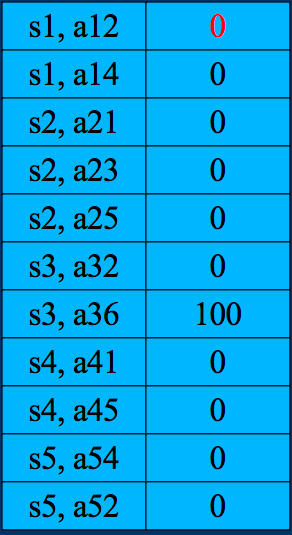 s1, a12 0
s1, a14 0
s2, a21 0
s2, a23 0
s2, a25 0
s3, a32 0
s3, a36 100
s4, a41 0
s4, a45 0
s5, a54 0
s5, a52 0